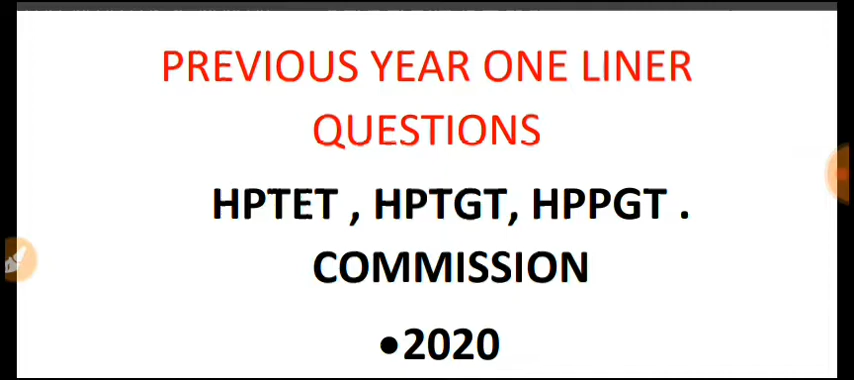 PREVIOUS YEAR ONE LINER
QUESTIONS
HPTET , HPTGT, HPPGT .
COMMISSION
•2020